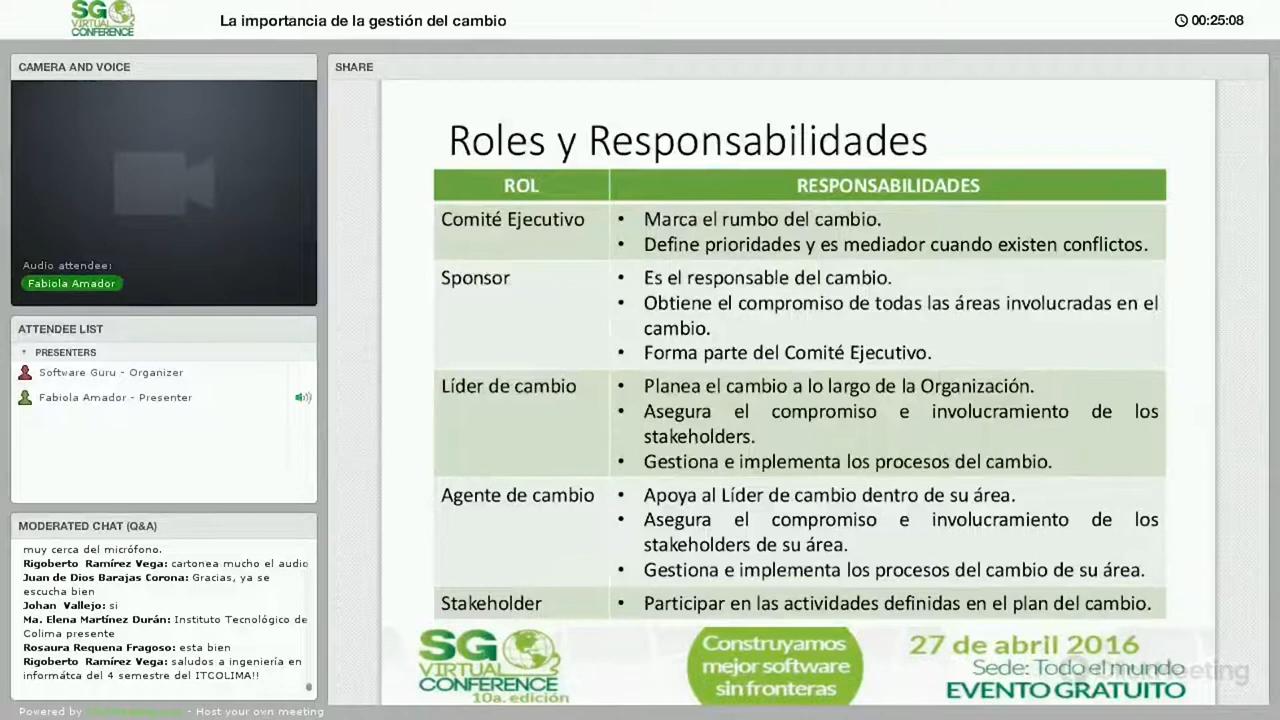 SG
VIRTUAL
CONFERENCE
La importancia de la gestión del cambio
00:25:08
CAMERA AND VOICE
Audio attendee:
Fabiola Amador
ATTENDEE LIST
PRESENTERS
Software Guru - Organizer
Fabiola Amador - Presenter
MODERATED CHAT (Q&A)
muy cerca del micrófono.
Rigoberto Ramírez Vega: cartonea mucho el audio
Juan de Dios Barajas Corona: Gracias, ya se
escucha bien
Johan Vallejo: si
Ma. Elena Martínez Durán: Instituto Tecnológico de
Colima presente
Rosaura Requena Fragoso: esta bien
Rigoberto Ramírez Vega: saludos a ingeniería en
informátca del 4 semestre del ITCOLIMA!!
Powered by
- Host your own meeting
SHARE
Roles y Responsabilidades
ROL
RESPONSABILIDADES
Comité Ejecutivo
• Marca el rumbo del cambio.
• Define prioridades y es mediador cuando existen conflictos.
Sponsor
• Es el responsable del cambio.
• Obtiene el compromiso de todas las áreas involucradas en el
cambio.
• Forma parte del Comité Ejecutivo.
Líder de cambio
• Planea el cambio a lo largo de la Organización.
• Asegura el compromiso e involucramiento de los
stakeholders.
• Gestiona e implementa los procesos del cambio.
Agente de cambio
• Apoya al Líder de cambio dentro de su área.
• Asegura el compromiso e involucramiento de los
stakeholders de su área.
• Gestiona e implementa los procesos del cambio de su área.
Stakeholder
• Participar en las actividades definidas en el plan del cambio.
SG
VIRTUAL
CONFERENCE
10a. edición
Construyamos
mejor software
sin fronteras
27 de abril 2016
Sede: Todo el mundo
EVENTO GRATUITO